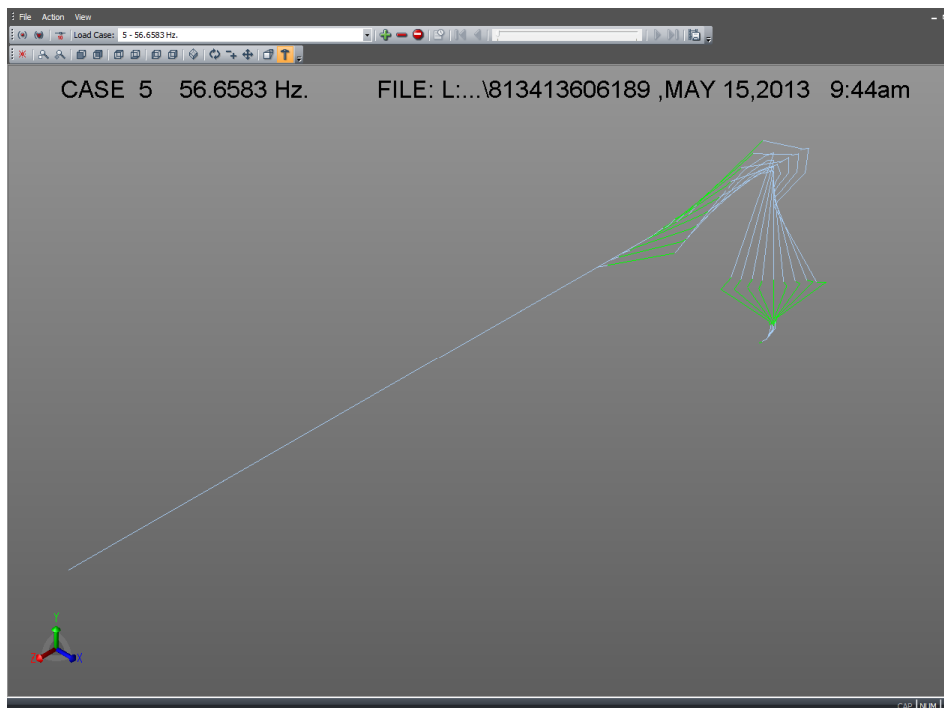 File Action View
Load Case: 5 - 56.6583 Hz.
CASE 5 56.6583 Hz. FILE: L:...\813413606189 ,MAY 15,2013 9:44am
Y
Z X
CAP NUM